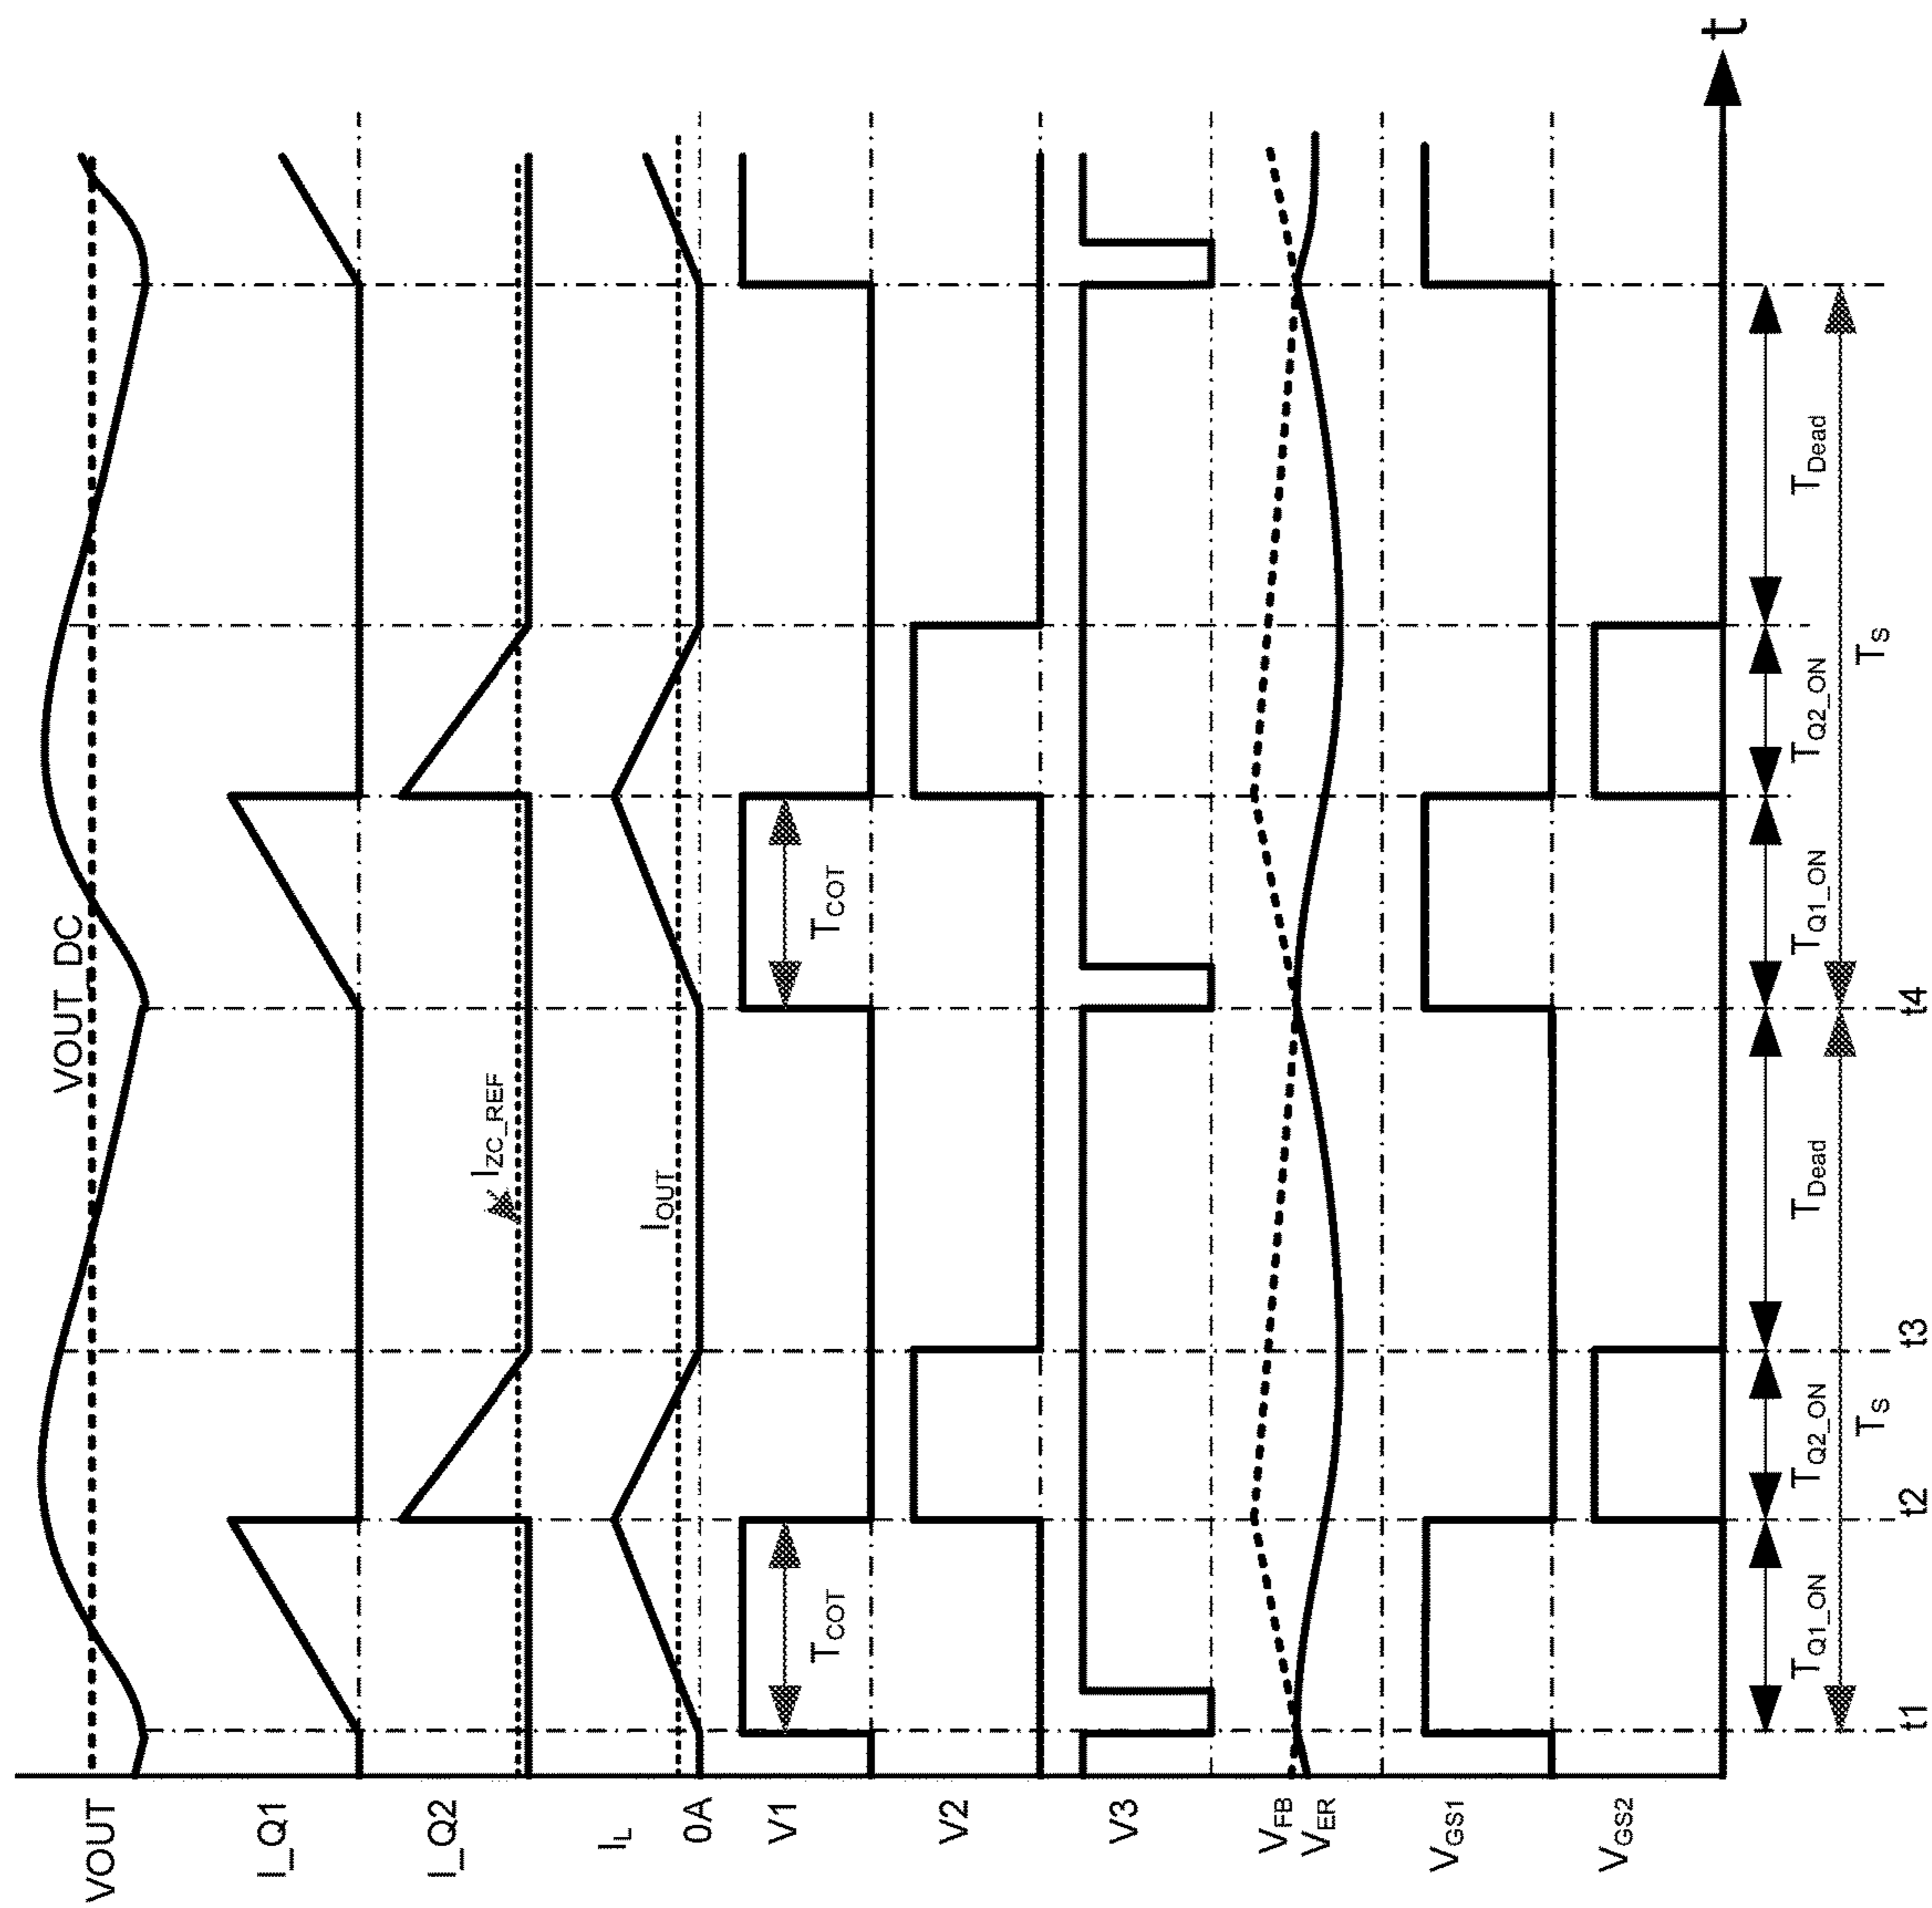 VOUT
VOUT_DC
I_Q1
I_Q2
IZC_REF
IL
IOUT
0A
V1
TCOT
TCOT
V2
V3
VFB
VER
VGS1
VGS2
t
TQ1_ON
TQ2_ON
TDead
TQ1_ON
TQ2_ON
TDead
TS
TS
t1
t2
t3
t4